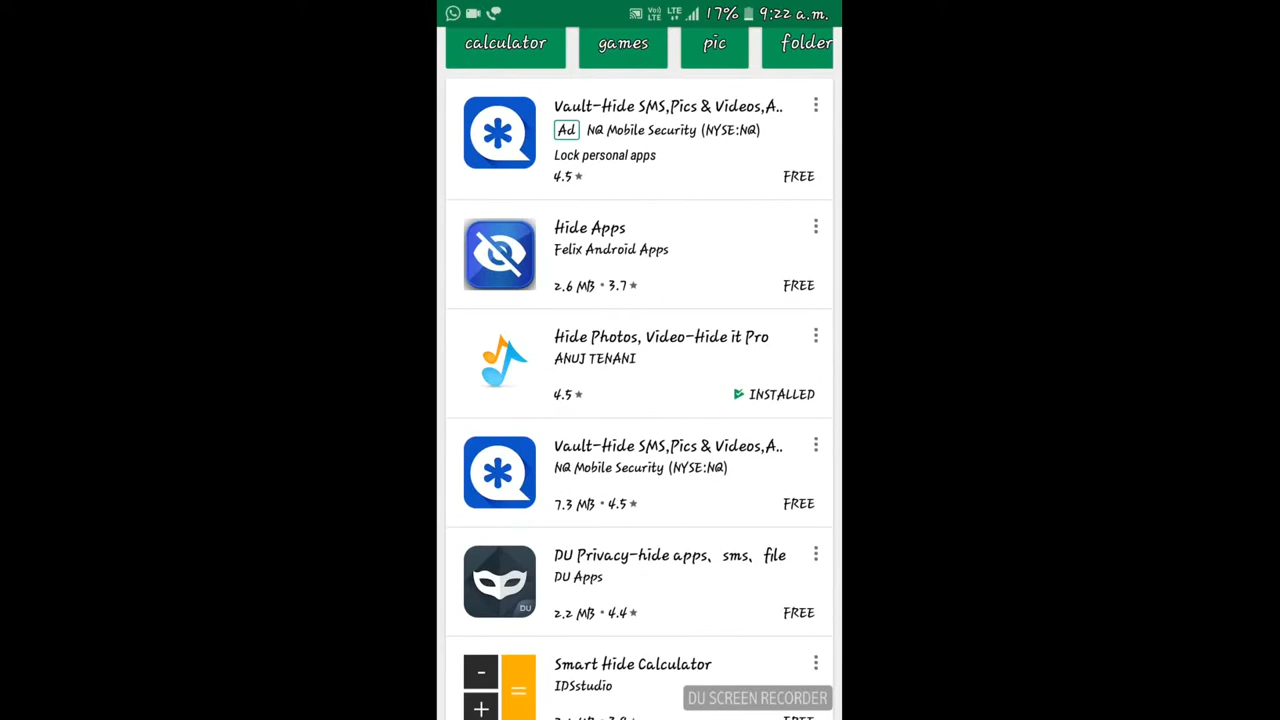 Voi) LTE LTE 17% 9:22 a.m.
calculator games pic folder
Vault-Hide SMS,Pics & Videos,A..
Ad NQ Mobile Security (NYSE:NQ)
Lock personal apps
4.5 ★ FREE
Hide Apps
Felix Android Apps
2.6 MB • 3.7 ★ FREE
Hide Photos, Video-Hide it Pro
ANUJ TENANI
4.5 ★ INSTALLED
Vault-Hide SMS,Pics & Videos,A..
NQ Mobile Security (NYSE:NQ)
7.3 MB • 4.5 ★ FREE
DU Privacy-hide apps、sms、file
DU Apps
DU
2.2 MB • 4.4 ★ FREE
Smart Hide Calculator
IDSstudio
DU SCREEN RECORDER